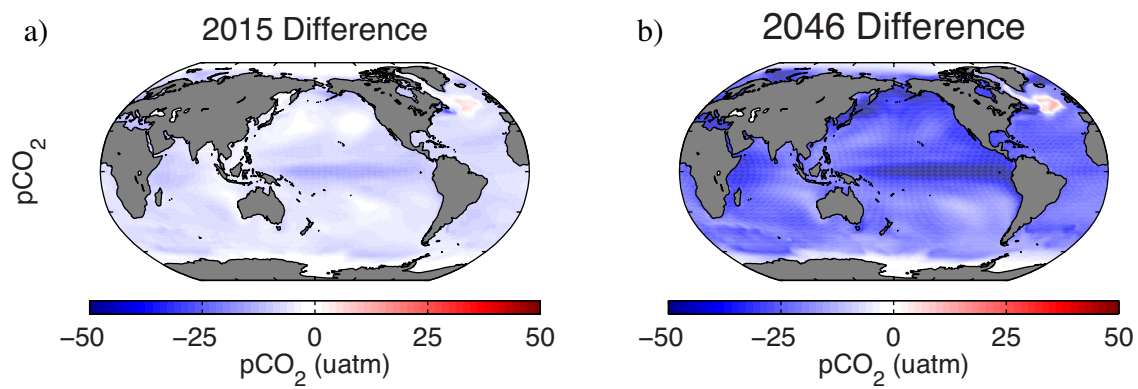 a)
2015 Difference
b)
2046 Difference
pCO₂
−50 −25 0 25 50
pCO₂ (uatm)
−50 −25 0 25 50
pCO₂ (uatm)